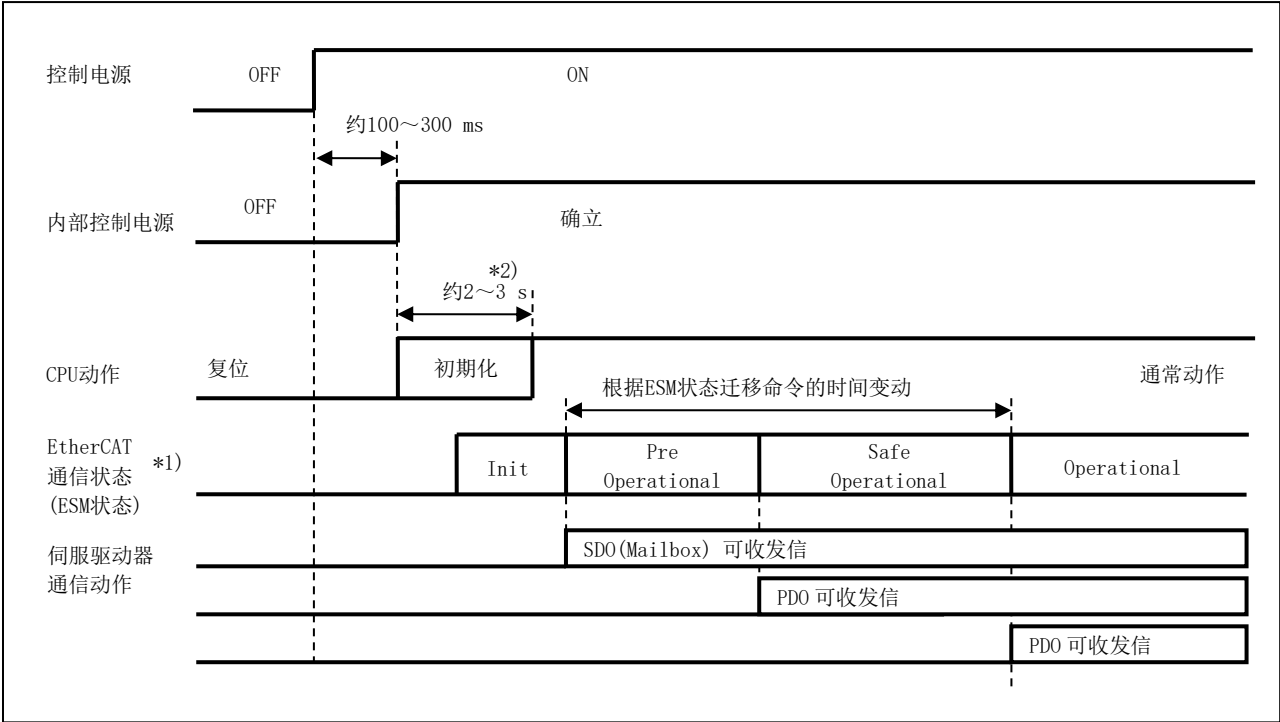 控制电源 OFF ON
约100～300 ms
内部控制电源 OFF 确立
*2)
约2～3 s
CPU动作 复位 初期化 通常动作
根据ESM状态迁移命令的时间变动
EtherCAT
通信状态 *1)
(ESM状态)
Init
Pre
Operational
Safe
Operational
Operational
伺服驱动器
通信动作
SDO(Mailbox) 可收发信
PDO 可收发信
PDO 可收发信